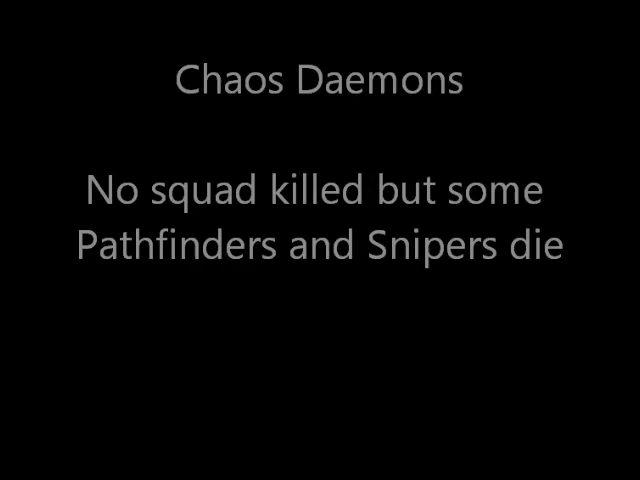 Chaos Daemons
No squad killed but some
Pathfinders and Snipers die